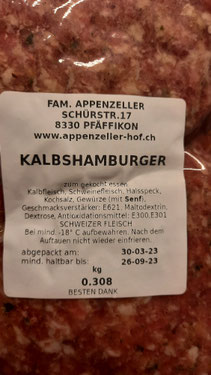 FAM. APPENZELLER
SCHÜRSTR.17
8330 PFÄFFIKON
www.appenzeller-hof.ch
KALBSHAMBURGER
zum gekocht essen
Kalbfleisch, Schweinefleisch, Halsspeck,
Kochsalz, Gewürze (mit Senf),
Geschmacksverstärker: E621, Maltodextrin,
Dextrose, Antioxidationsmittel: E300,E301
SCHWEIZER FLEISCH
Bei mind. -18° C aufbewahren. Nach dem
Auftauen nicht wieder einfrieren.
abgepackt am: 30-03-23
mind. haltbar bis: 26-09-23
kg
0.308
BESTEN DANK